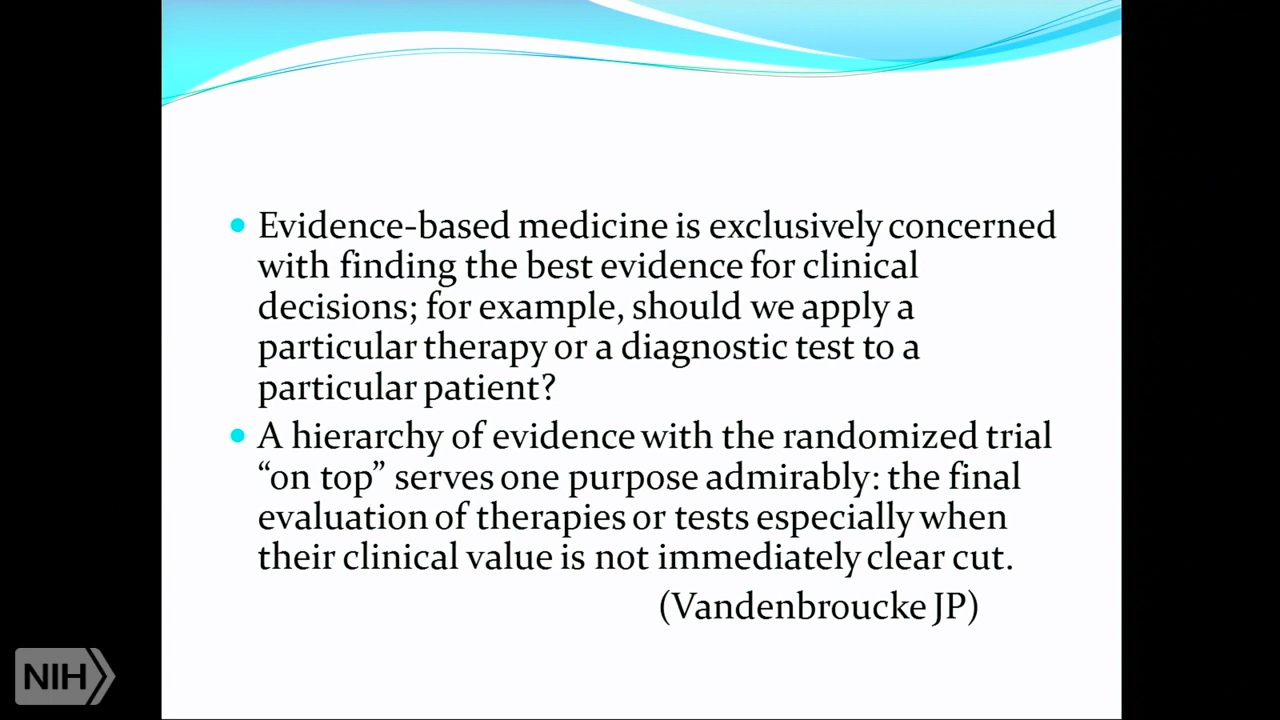 • Evidence-based medicine is exclusively concerned
with finding the best evidence for clinical
decisions; for example, should we apply a
particular therapy or a diagnostic test to a
particular patient?
• A hierarchy of evidence with the randomized trial
“on top” serves one purpose admirably: the final
evaluation of therapies or tests especially when
their clinical value is not immediately clear cut.
(Vandenbroucke JP)
NIH